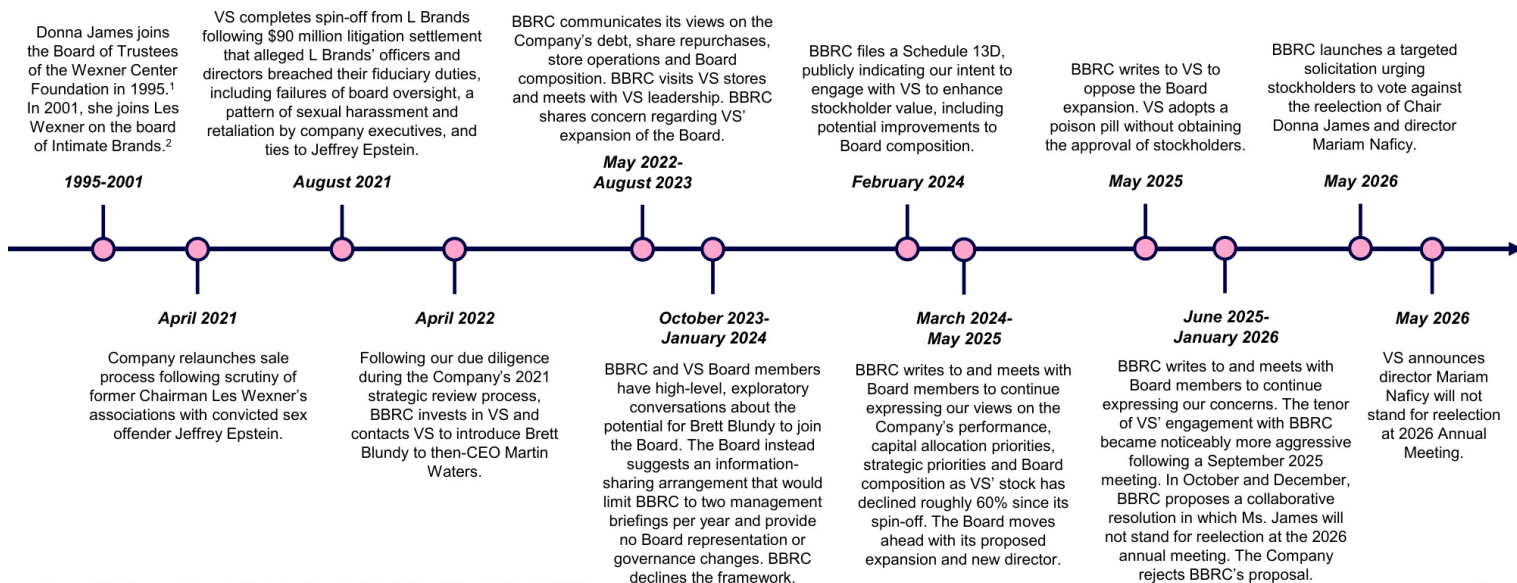 Donna James joins
the Board of Trustees
of the Wexner Center
Foundation in 1995.¹
In 2001, she joins Les
Wexner on the board
of Intimate Brands.²
1995-2001
VS completes spin-off from L Brands
following $90 million litigation settlement
that alleged L Brands’ officers and
directors breached their fiduciary duties,
including failures of board oversight, a
pattern of sexual harassment and
retaliation by company executives, and
ties to Jeffrey Epstein.
August 2021
BBRC communicates its views on the
Company’s debt, share repurchases,
store operations and Board
composition. BBRC visits VS stores
and meets with VS leadership. BBRC
shares concern regarding VS’
expansion of the Board.
May 2022-
August 2023
BBRC files a Schedule 13D,
publicly indicating our intent to
engage with VS to enhance
stockholder value, including
potential improvements to
Board composition.
February 2024
BBRC writes to VS to
oppose the Board
expansion. VS adopts a
poison pill without obtaining
the approval of stockholders.
May 2025
BBRC launches a targeted
solicitation urging
stockholders to vote against
the reelection of Chair
Donna James and director
Mariam Naficy.
May 2026
April 2021
Company relaunches sale
process following scrutiny of
former Chairman Les Wexner’s
associations with convicted sex
offender Jeffrey Epstein.
April 2022
Following our due diligence
during the Company’s 2021
strategic review process,
BBRC invests in VS and
contacts VS to introduce Brett
Blundy to then-CEO Martin
Waters.
October 2023-
January 2024
BBRC and VS Board members
have high-level, exploratory
conversations about the
potential for Brett Blundy to join
the Board. The Board instead
suggests an information-
sharing arrangement that would
limit BBRC to two management
briefings per year and provide
no Board representation or
governance changes. BBRC
declines the framework.
March 2024-
May 2025
BBRC writes to and meets with
Board members to continue
expressing our views on the
Company’s performance,
capital allocation priorities,
strategic priorities and Board
composition as VS’ stock has
declined roughly 60% since its
spin-off. The Board moves
ahead with its proposed
expansion and new director.
June 2025-
January 2026
BBRC writes to and meets with
Board members to continue
expressing our concerns. The tenor
of VS’ engagement with BBRC
became noticeably more aggressive
following a September 2025
meeting. In October and December,
BBRC proposes a collaborative
resolution in which Ms. James will
not stand for reelection at the 2026
annual meeting. The Company
rejects BBRC’s proposal.
May 2026
VS announces
director Mariam
Naficy will not
stand for reelection
at 2026 Annual
Meeting.